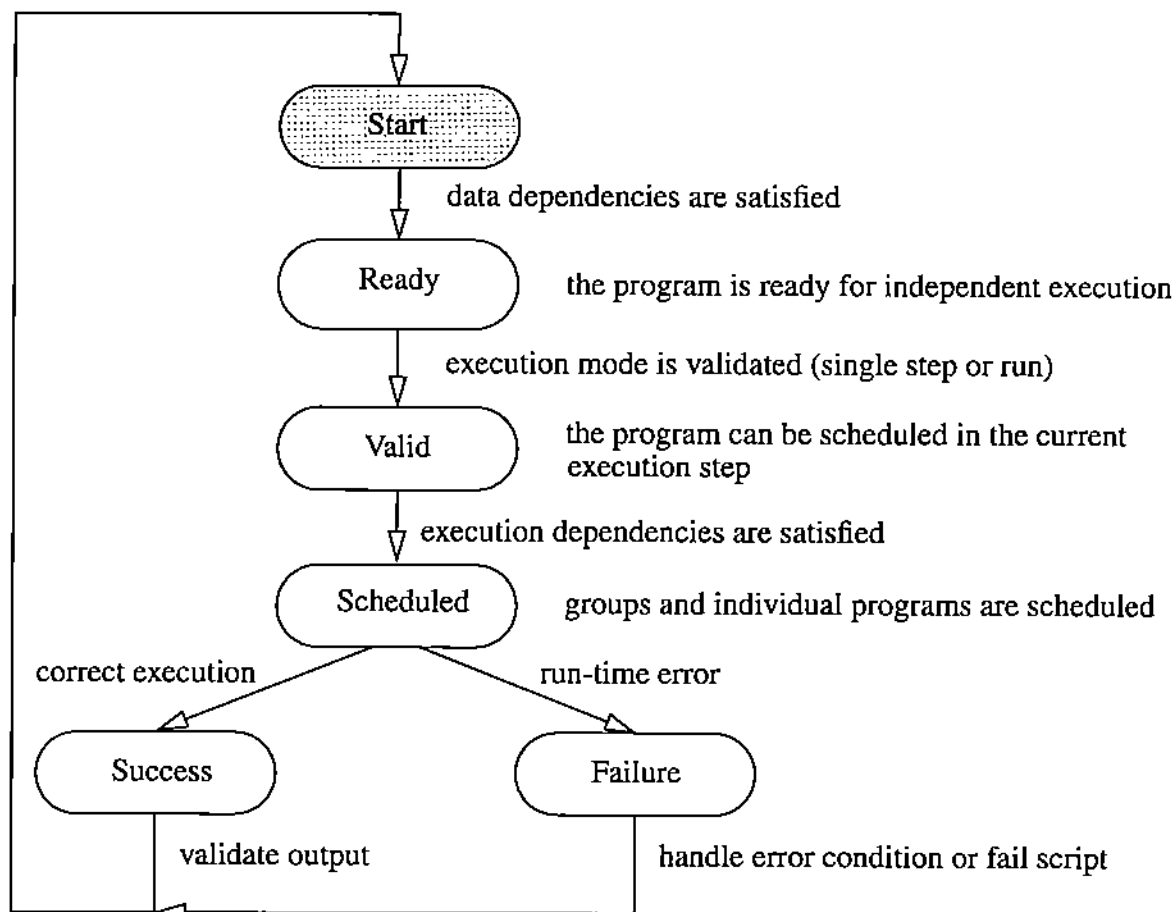 Start
data dependencies are satisfied
Ready
the program is ready for independent execution
execution mode is validated (single step or run)
Valid
the program can be scheduled in the current
execution step
execution dependencies are satisfied
Scheduled
groups and individual programs are scheduled
correct execution
run-time error
Success
Failure
validate output
handle error condition or fail script